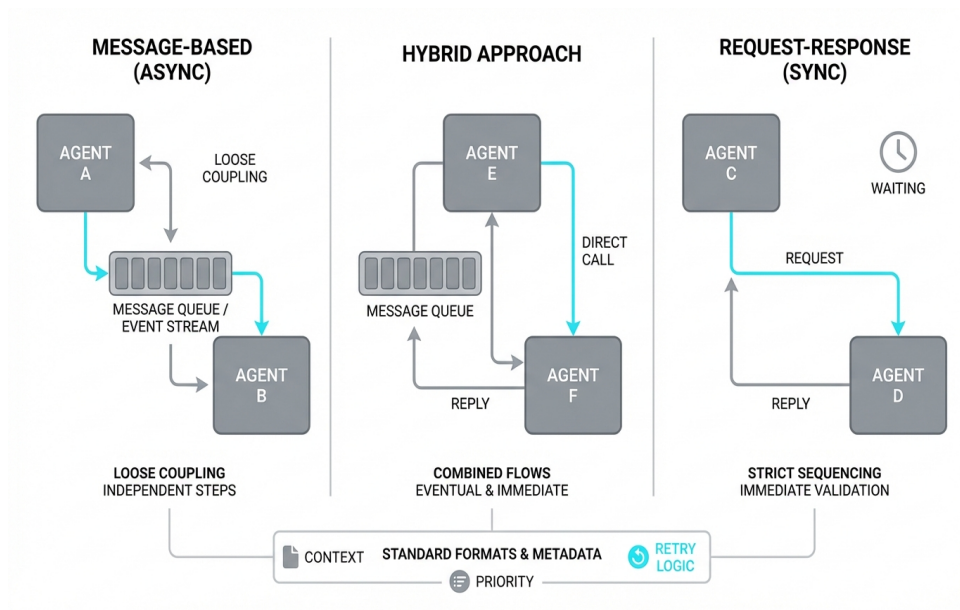 MESSAGE-BASED
(ASYNC)
AGENT
A
LOOSE
COUPLING
MESSAGE QUEUE /
EVENT STREAM
AGENT
B
LOOSE COUPLING
INDEPENDENT STEPS
HYBRID APPROACH
AGENT
E
DIRECT
CALL
MESSAGE QUEUE
AGENT
F
REPLY
COMBINED FLOWS
EVENTUAL & IMMEDIATE
REQUEST-RESPONSE
(SYNC)
AGENT
C
WAITING
REQUEST
AGENT
D
REPLY
STRICT SEQUENCING
IMMEDIATE VALIDATION
CONTEXT
STANDARD FORMATS & METADATA
RETRY
LOGIC
PRIORITY